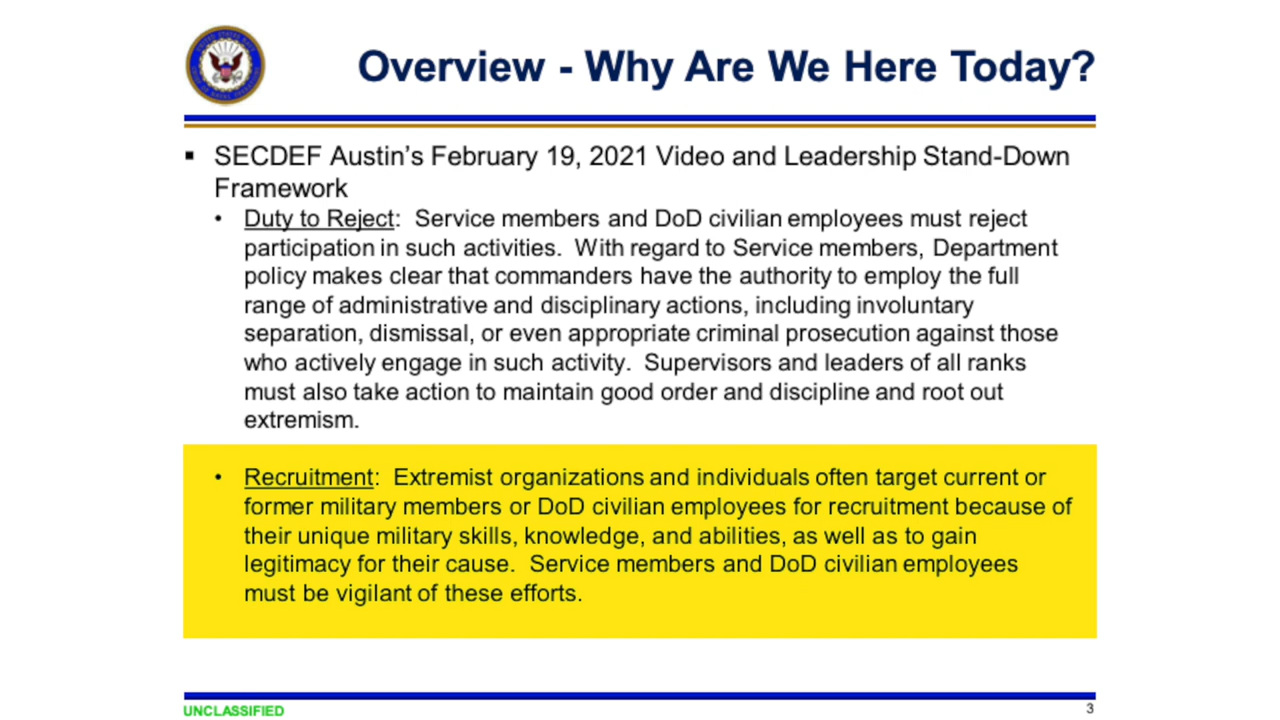 Overview - Why Are We Here Today?
▪ SECDEF Austin's February 19, 2021 Video and Leadership Stand-Down
Framework
• Duty to Reject:  Service members and DoD civilian employees must reject
participation in such activities.  With regard to Service members, Department
policy makes clear that commanders have the authority to employ the full
range of administrative and disciplinary actions, including involuntary
separation, dismissal, or even appropriate criminal prosecution against those
who actively engage in such activity.  Supervisors and leaders of all ranks
must also take action to maintain good order and discipline and root out
extremism.
• Recruitment:  Extremist organizations and individuals often target current or
former military members or DoD civilian employees for recruitment because of
their unique military skills, knowledge, and abilities, as well as to gain
legitimacy for their cause.  Service members and DoD civilian employees
must be vigilant of these efforts.
UNCLASSIFIED
3